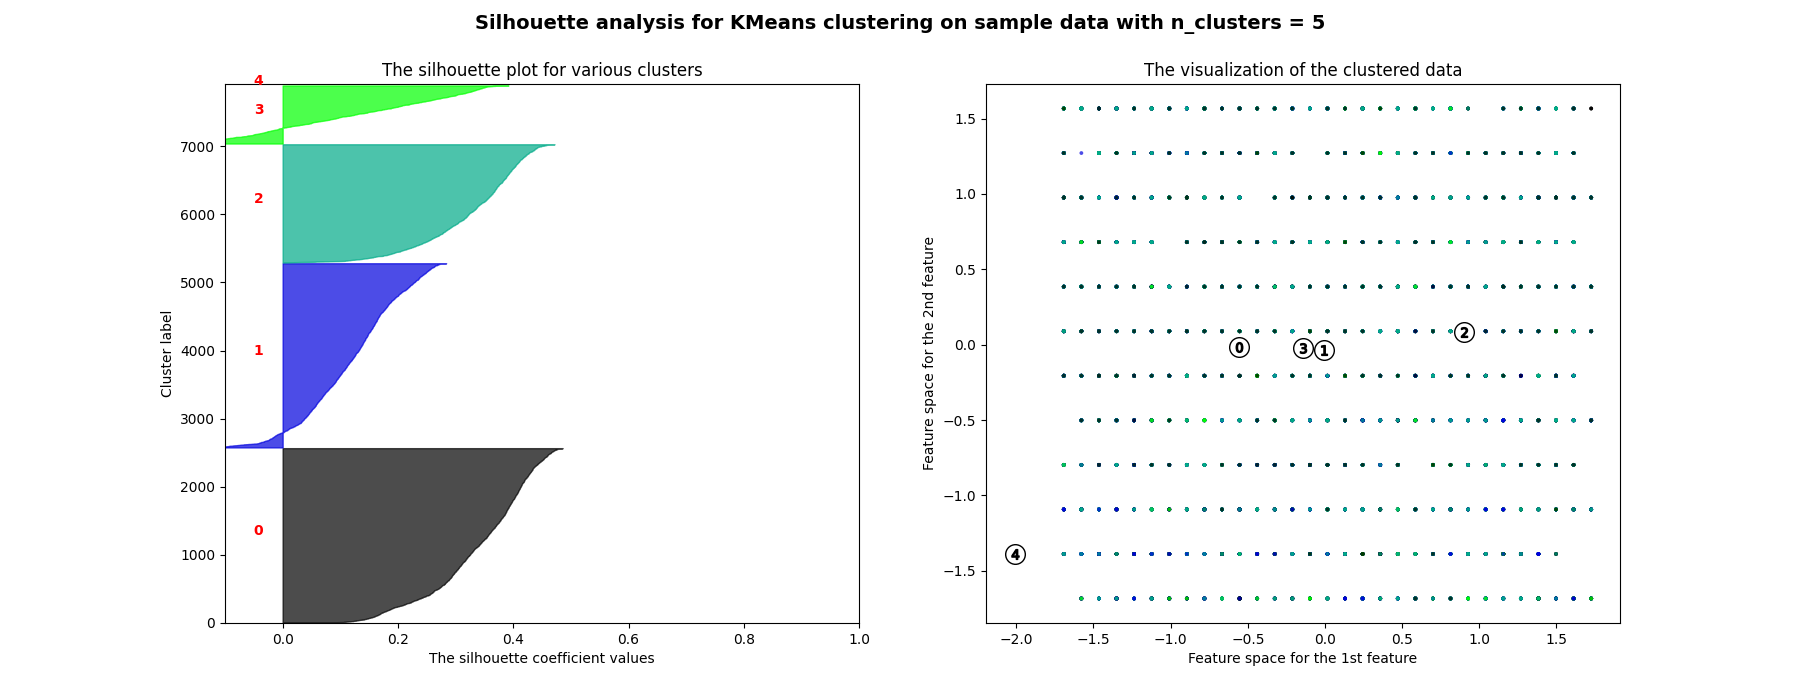 Silhouette analysis for KMeans clustering on sample data with n_clusters = 5
The silhouette plot for various clusters
4
3
2
1
0
7000
6000
5000
4000
3000
2000
1000
0
Cluster label
0.0 0.2 0.4 0.6 0.8 1.0
The silhouette coefficient values
The visualization of the clustered data
1.5
1.0
0.5
0.0
−0.5
−1.0
−1.5
Feature space for the 2nd feature
0 3 1 2
4
−2.0 −1.5 −1.0 −0.5 0.0 0.5 1.0 1.5
Feature space for the 1st feature